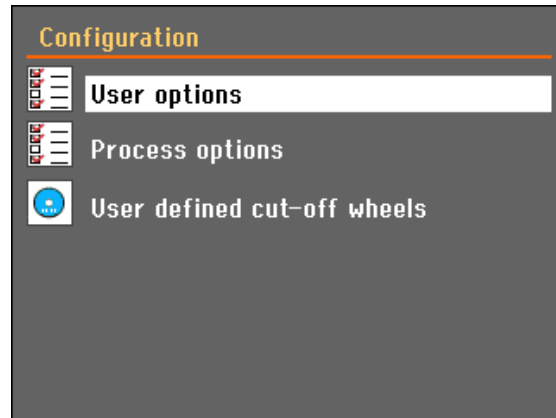 Configuration
User options
Process options
User defined cut-off wheels